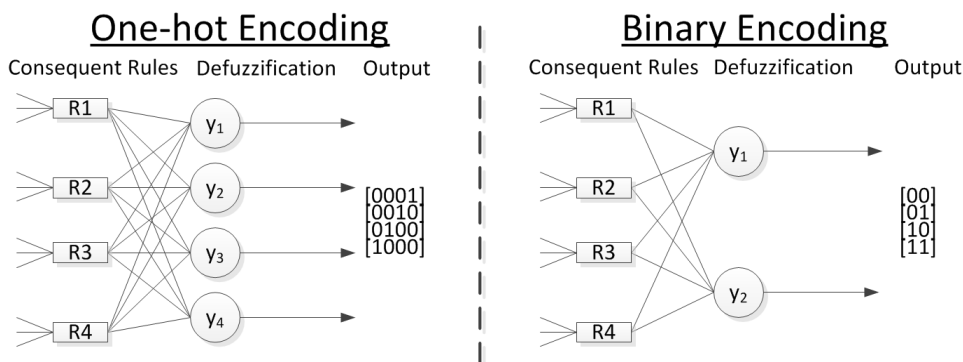 One-hot Encoding
Consequent Rules Defuzzification Output
R1
R2
R3
R4
y1
y2
y3
y4
[0001]
[0010]
[0100]
[1000]
Binary Encoding
Consequent Rules Defuzzification Output
R1
R2
R3
R4
y1
y2
[00]
[01]
[10]
[11]